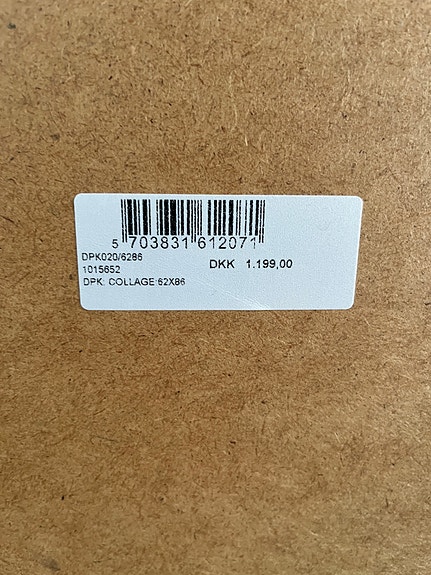 5 703831 612071
DPK020/6286
1015652
DKK 1.199,00
DPK: COLLAGE:62X86